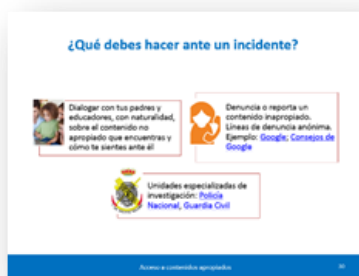 ¿Qué debes hacer ante un incidente?
Dialogar con tus padres y
educadores, con naturalidad,
sobre el contenido no
apropiado que encuentras y
cómo te sientes ante él
Denuncia o reporta un
contenido inapropiado.
Líneas de denuncia anónima.
Ejemplo: Google; Consejos de
Google
Unidades especializadas de
investigación: Policía
Nacional, Guardia Civil
Acceso a contenidos apropiados